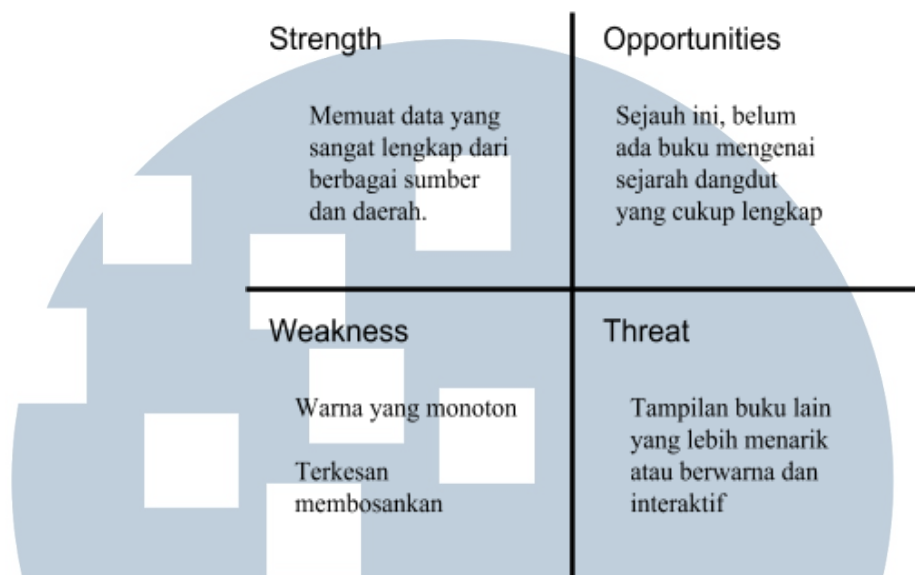 Strength
Memuat data yang
sangat lengkap dari
berbagai sumber
dan daerah.
Opportunities
Sejauh ini, belum
ada buku mengenai
sejarah dangdut
yang cukup lengkap
Weakness
Warna yang monoton
Terkesan
membosankan
Threat
Tampilan buku lain
yang lebih menarik
atau berwarna dan
interaktif